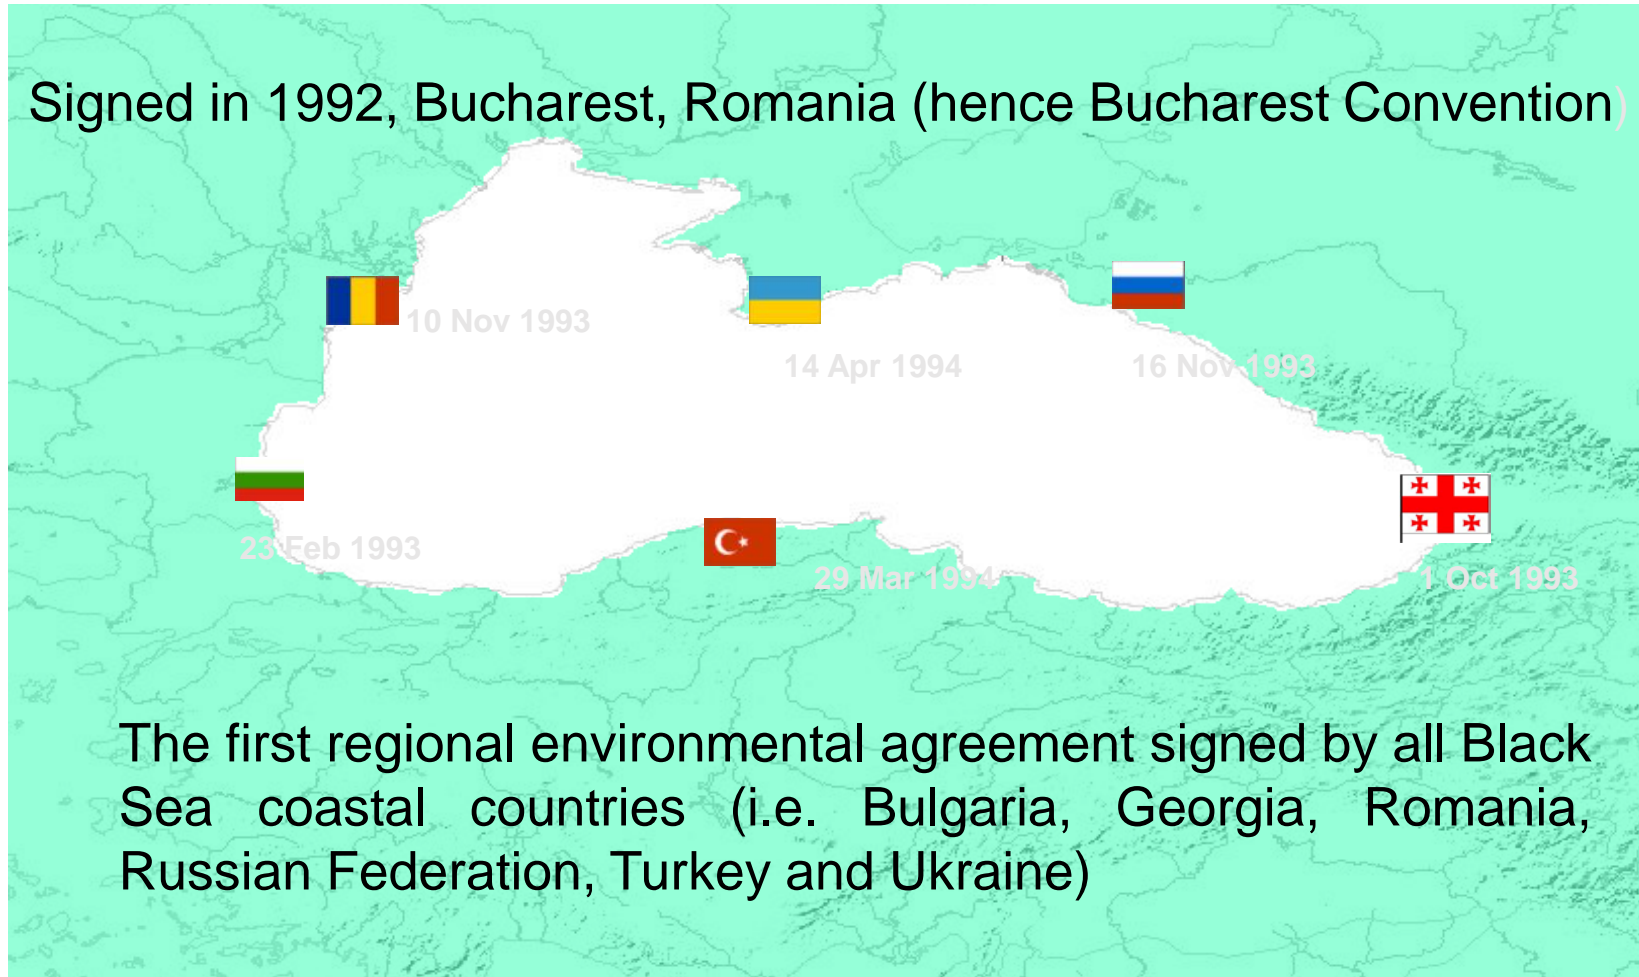 Signed in 1992, Bucharest, Romania (hence Bucharest Convention)
10 Nov 1993
14 Apr 1994
16 Nov 1993
23 Feb 1993
29 Mar 1994
1 Oct 1993
The first regional environmental agreement signed by all Black
Sea coastal countries (i.e. Bulgaria, Georgia, Romania,
Russian Federation, Turkey and Ukraine)